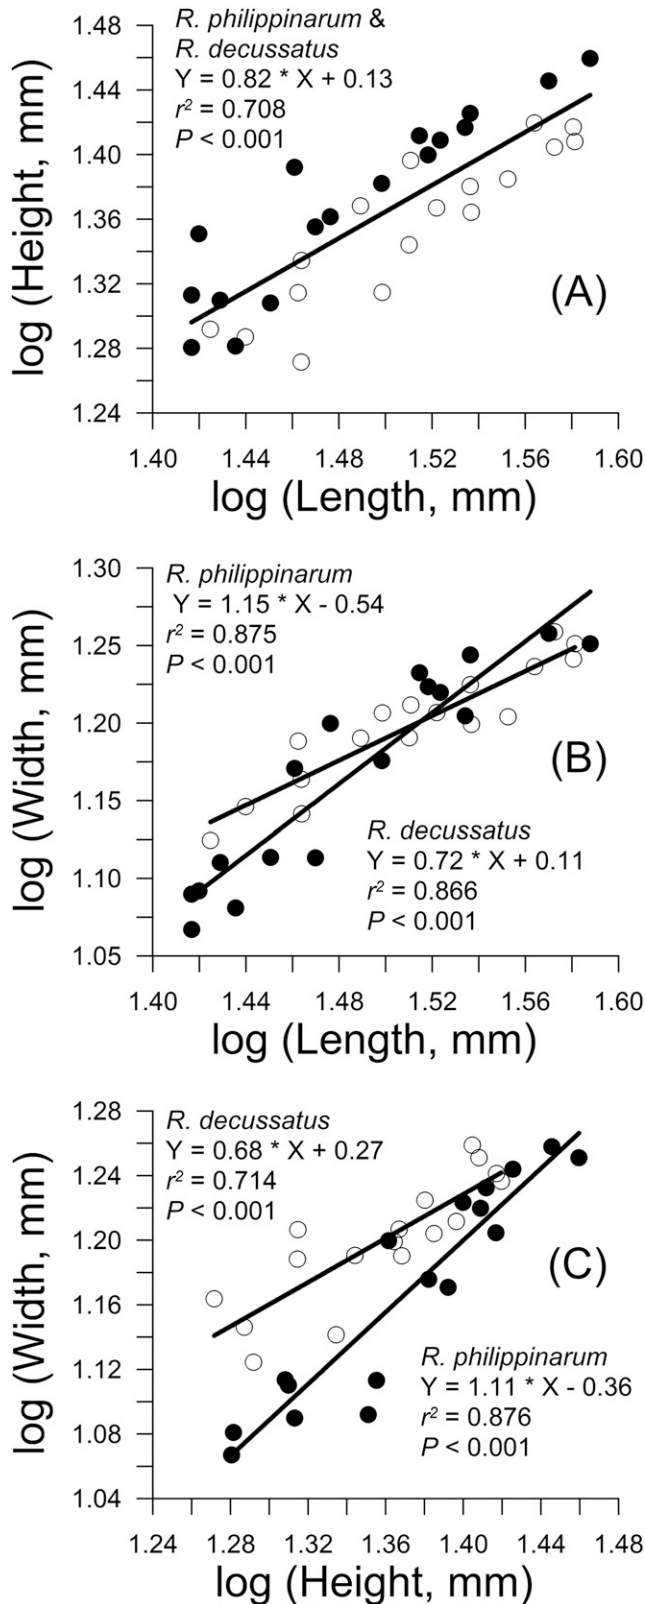 R. philippinarum &
R. decussatus
Y = 0.82 * X + 0.13
r² = 0.708
P < 0.001
1.48
1.44
1.40
1.36
1.32
1.28
1.24
log (Height, mm)
(A)
1.40 1.44 1.48 1.52 1.56 1.60
log (Length, mm)
R. philippinarum
Y = 1.15 * X - 0.54
r² = 0.875
P < 0.001
1.30
1.25
1.20
1.15
1.10
1.05
log (Width, mm)
(B)
R. decussatus
Y = 0.72 * X + 0.11
r² = 0.866
P < 0.001
1.40 1.44 1.48 1.52 1.56 1.60
log (Length, mm)
R. decussatus
Y = 0.68 * X + 0.27
r² = 0.714
P < 0.001
1.28
1.24
1.20
1.16
1.12
1.08
1.04
log (Width, mm)
(C)
R. philippinarum
Y = 1.11 * X - 0.36
r² = 0.876
P < 0.001
1.24 1.28 1.32 1.36 1.40 1.44 1.48
log (Height, mm)